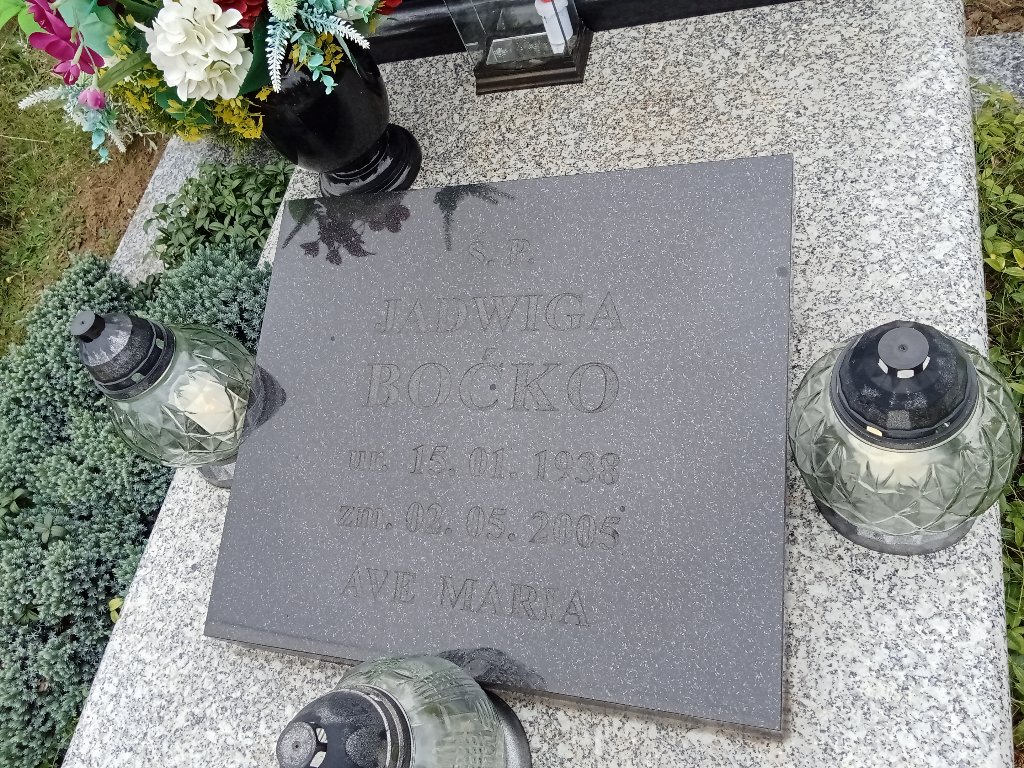 Ś. P.
JADWIGA
BOĆKO
ur. 15. 01. 1938
zm. 02. 05. 2005
AVE MARIA